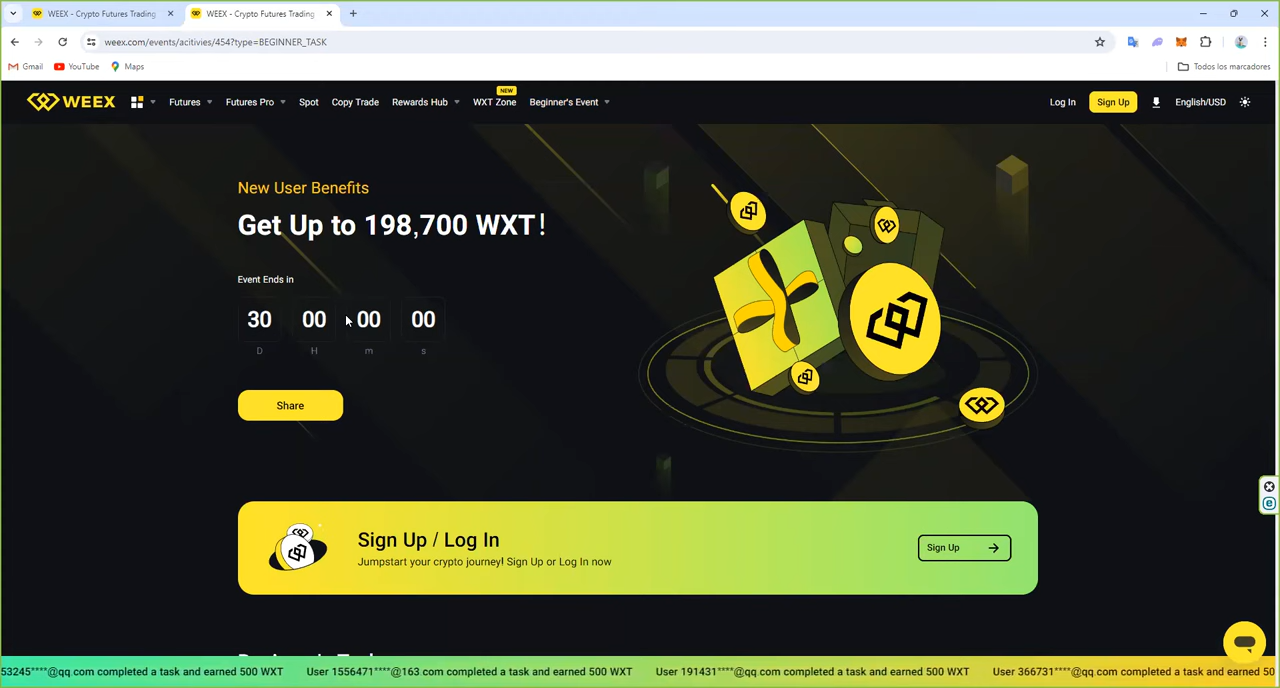 WEEX - Crypto Futures Trading
WEEX - Crypto Futures Trading
weex.com/events/acitivies/454?type=BEGINNER_TASK
Gmail
YouTube
Maps
Todos los marcadores
NEW
WEEX
Futures
Futures Pro
Spot
Copy Trade
Rewards Hub
WXT Zone
Beginner's Event
Log In
Sign Up
English/USD
New User Benefits
Get Up to 198,700 WXT!
Event Ends in
30 00 00 00
D H m s
Share
Sign Up / Log In
Jumpstart your crypto journey! Sign Up or Log In now
Sign Up
53245****@qq.com completed a task and earned 500 WXT User 1556471****@163.com completed a task and earned 500 WXT User 191431****@qq.com completed a task and earned 500 WXT User 366731****@qq.com completed a task and earned 50